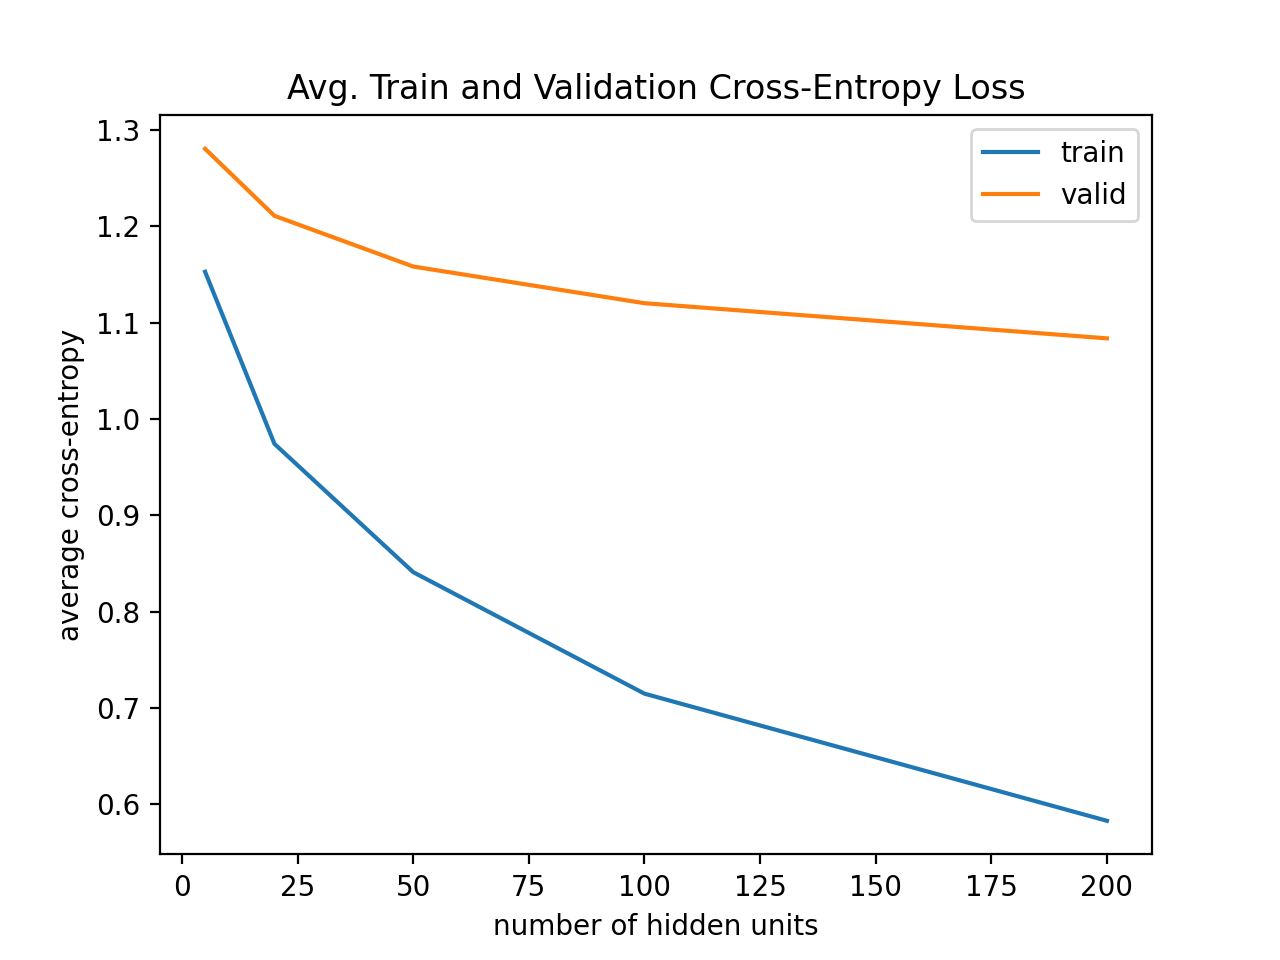 Avg. Train and Validation Cross-Entropy Loss
train
valid
average cross-entropy
1.3
1.2
1.1
1.0
0.9
0.8
0.7
0.6
0 25 50 75 100 125 150 175 200
number of hidden units